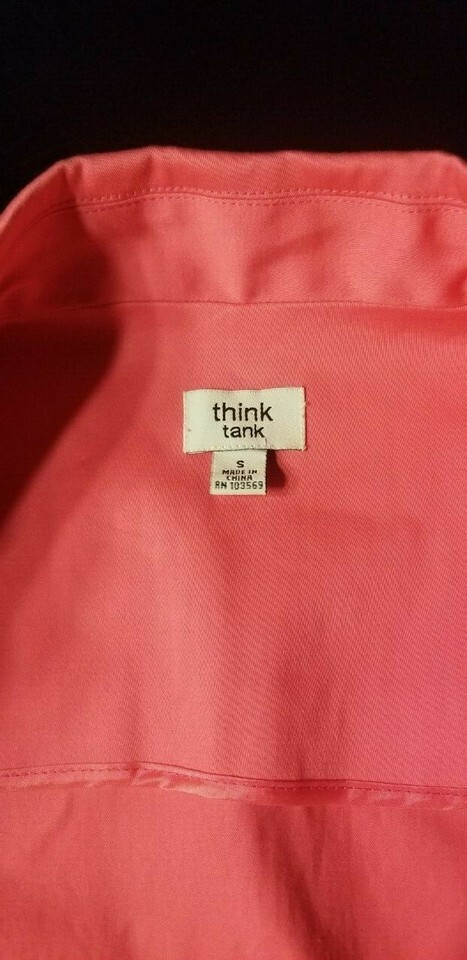 think
tank
S
MADE IN
CHINA
RN 103569